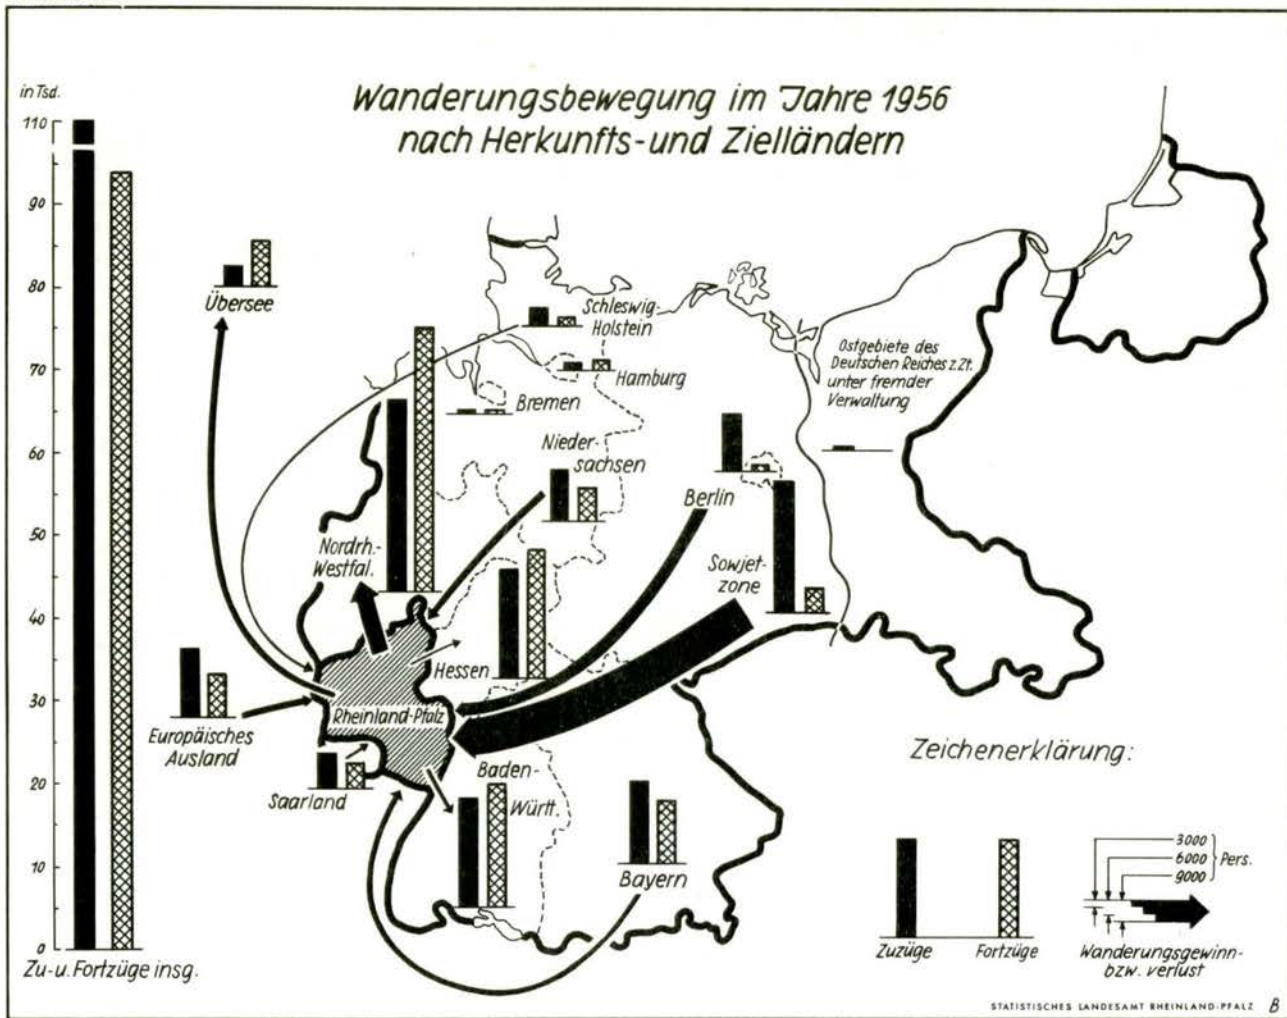 Wanderungsbewegung im Jahre 1956
nach Herkunfts- und Zielländern
in Tsd.
110
90
80
70
60
50
40
30
20
10
0
Zu- u. Fortzüge insg.
Übersee
Schleswig-
Holstein
Hamburg
Bremen
Nieder-
sachsen
Ostgebiete des
Deutschen Reiches z.Zt.
unter fremder
Verwaltung
Berlin
Nordrh.-
Westfal.
Sowjet-
zone
Hessen
Rheinland-Pfalz
Europäisches
Ausland
Saarland
Baden-
Württ.
Bayern
Zeichenerklärung:
Zuzüge
Fortzüge
3000
6000
9000
Pers.
Wanderungsgewinn-
bzw. verlust
STATISTISCHES LANDESAMT RHEINLAND-PFALZ B